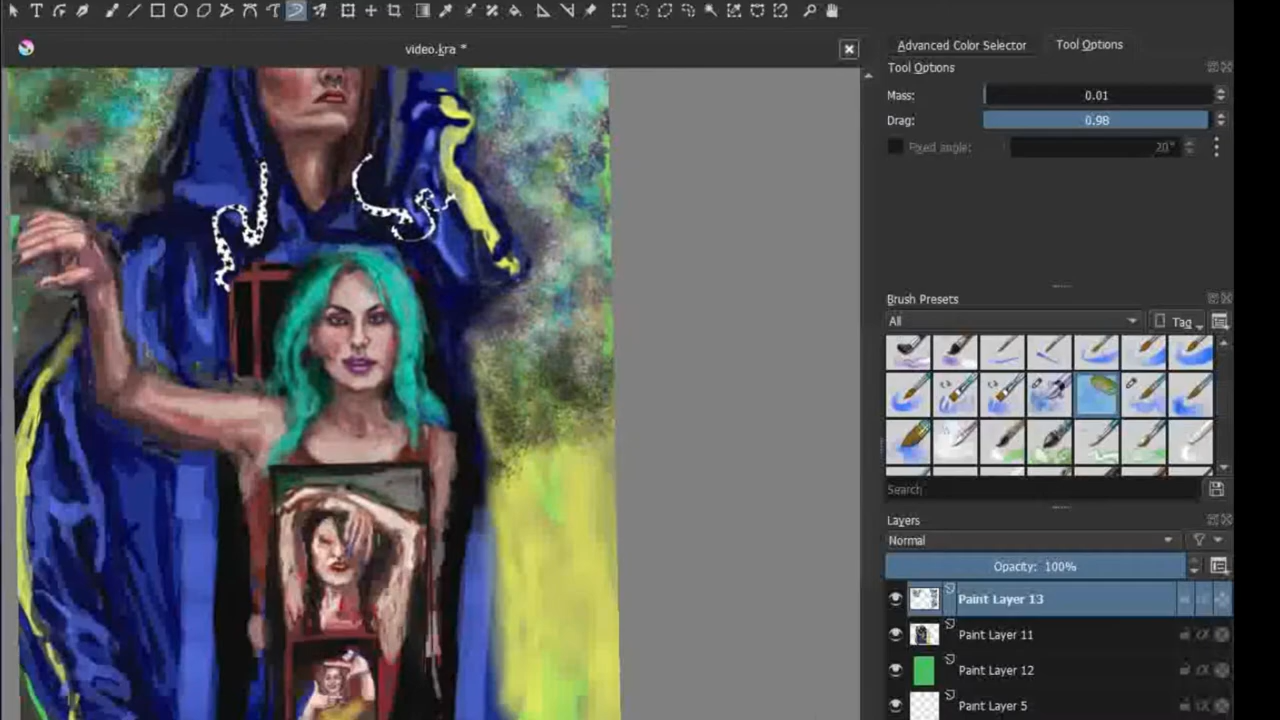 video.kra *
Advanced Color Selector
Tool Options
Tool Options
Mass:
0.01
Drag:
0.98
Fixed angle:
20°
Brush Presets
All
Tag
Search
Layers
Normal
Opacity: 100%
Paint Layer 13
Paint Layer 11
Paint Layer 12
Paint Layer 5